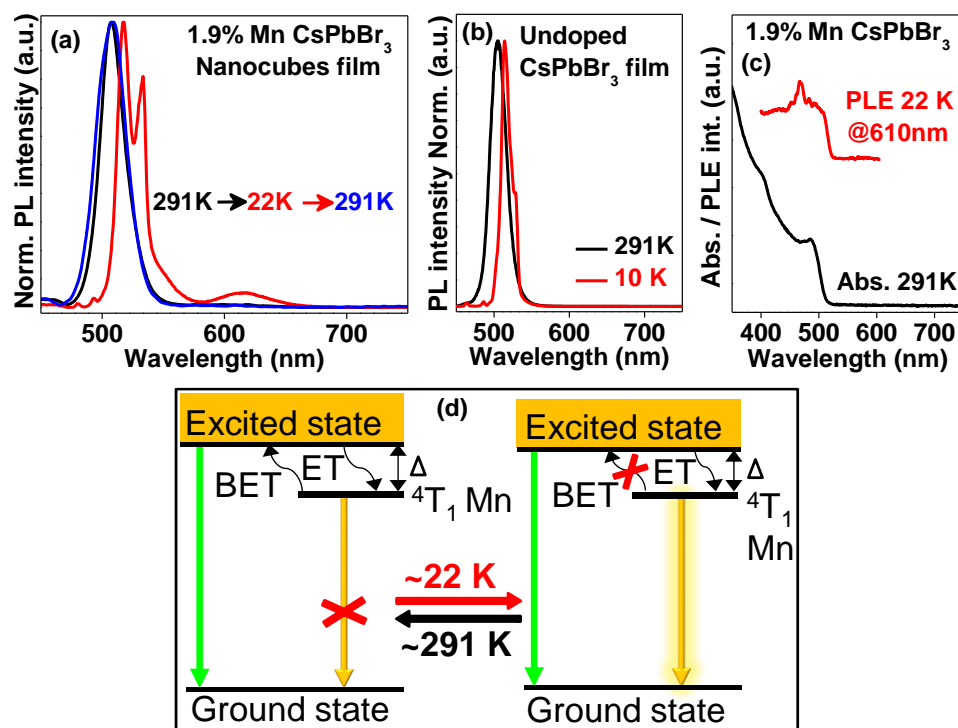 (a)
1.9% Mn CsPbBr₃
Nanocubes film
291K → 22K → 291K
Norm. PL intensity (a.u.)
500 600 700
Wavelength (nm)
(b)
Undoped
CsPbBr₃ film
291K
10 K
PL intensity Norm. (a.u.)
500 600 700
Wavelength (nm)
1.9% Mn CsPbBr₃
(c)
PLE 22 K
@610nm
Abs. 291K
Abs. / PLE int. (a.u.)
400 500 600 700
Wavelength (nm)
(d)
Excited state
BET
ET
Δ
⁴T₁ Mn
Ground state
~22 K
~291 K
Excited state
BET
ET
Δ
⁴T₁
Mn
Ground state